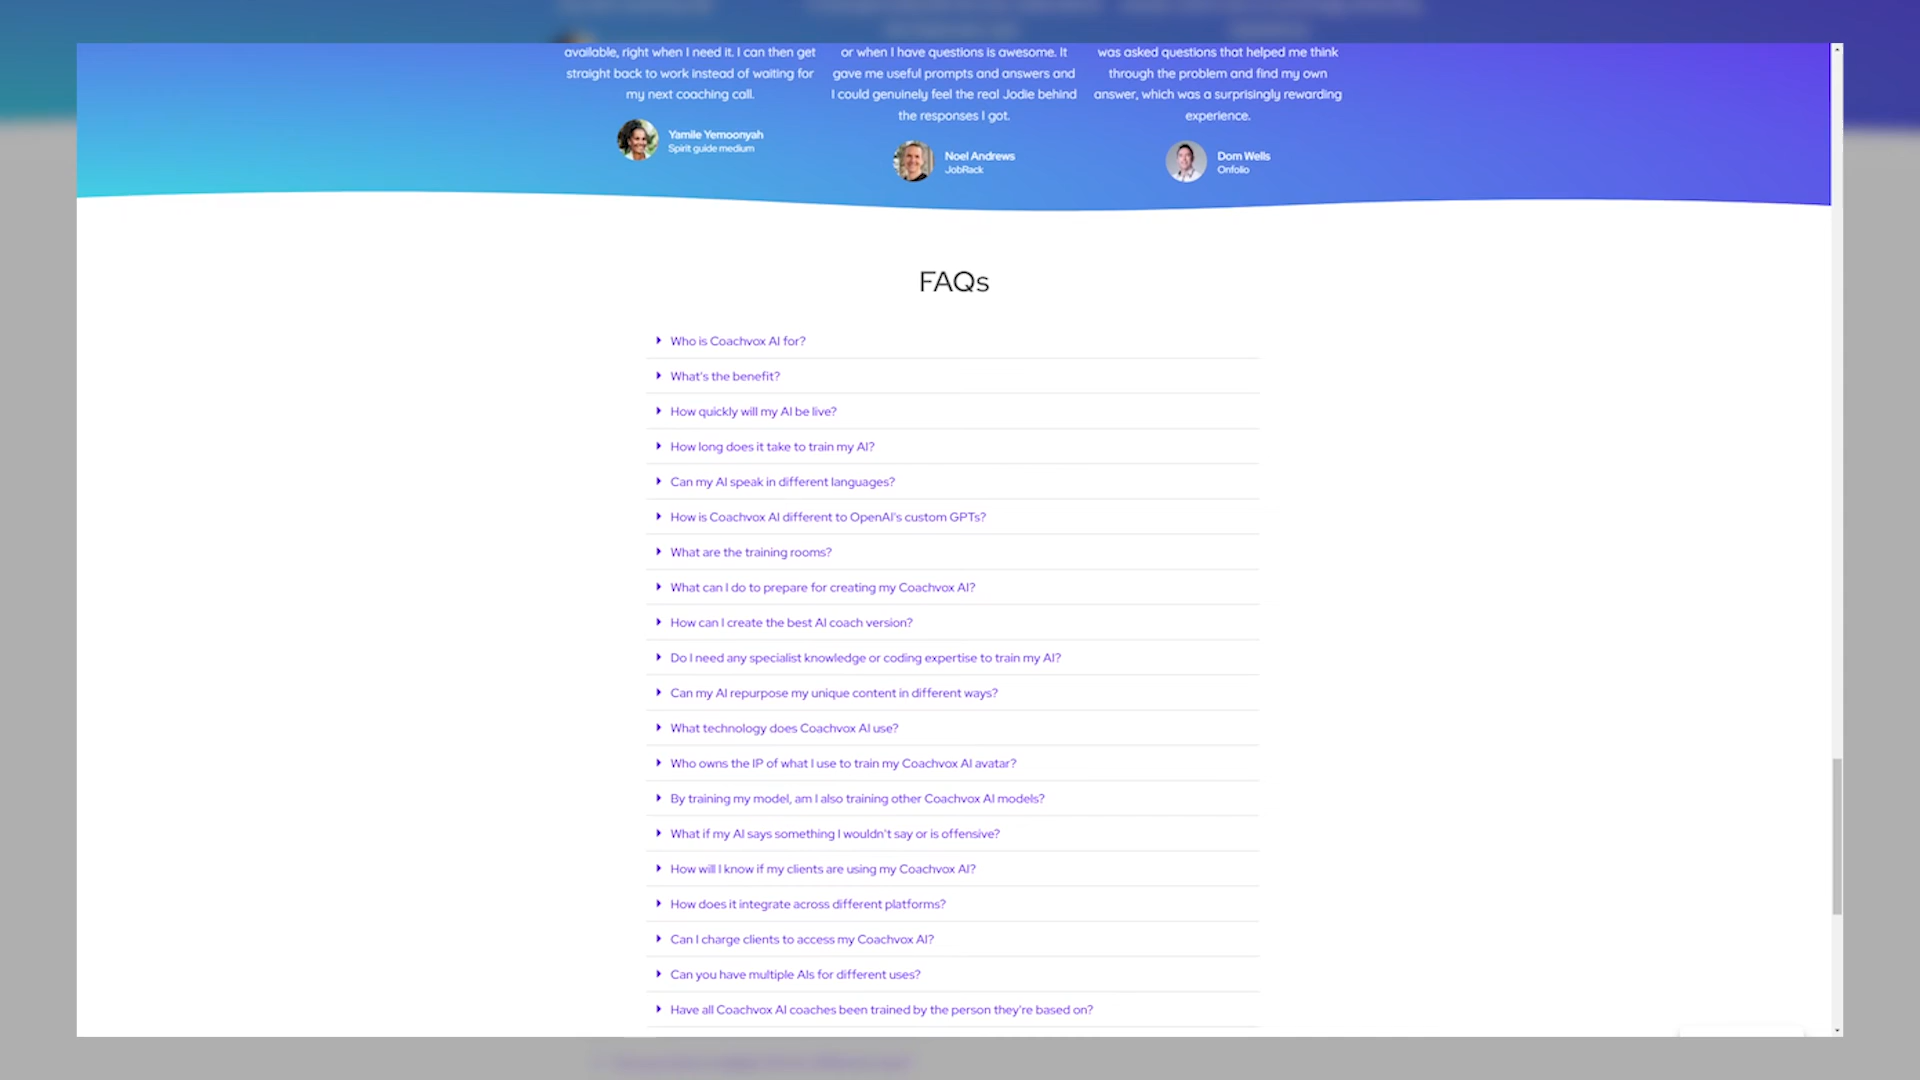 available, right when I need it. I can then get
straight back to work instead of waiting for
my next coaching call.
Yamile Yemoonyah
Spirit guide medium
or when I have questions is awesome. It
gave me useful prompts and answers and
I could genuinely feel the real Jodie behind
the responses I got.
Noel Andrews
JobRack
was asked questions that helped me think
through the problem and find my own
answer, which was a surprisingly rewarding
experience.
Dom Wells
Onfolio
FAQs
Who is Coachvox AI for?
What's the benefit?
How quickly will my AI be live?
How long does it take to train my AI?
Can my AI speak in different languages?
How is Coachvox AI different to OpenAI's custom GPTs?
What are the training rooms?
What can I do to prepare for creating my Coachvox AI?
How can I create the best AI coach version?
Do I need any specialist knowledge or coding expertise to train my AI?
Can my AI repurpose my unique content in different ways?
What technology does Coachvox AI use?
Who owns the IP of what I use to train my Coachvox AI avatar?
By training my model, am I also training other Coachvox AI models?
What if my AI says something I wouldn't say or is offensive?
How will I know if my clients are using my Coachvox AI?
How does it integrate across different platforms?
Can I charge clients to access my Coachvox AI?
Can you have multiple AIs for different uses?
Have all Coachvox AI coaches been trained by the person they're based on?